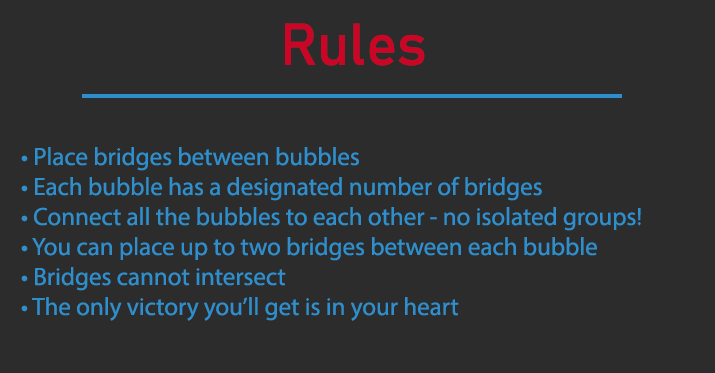 Rules
• Place bridges between bubbles
• Each bubble has a designated number of bridges
• Connect all the bubbles to each other - no isolated groups!
• You can place up to two bridges between each bubble
• Bridges cannot intersect
• The only victory you’ll get is in your heart